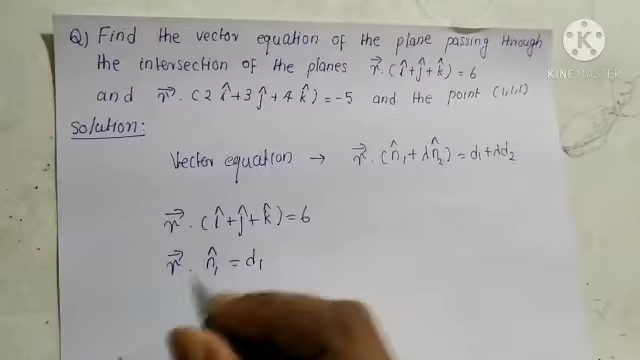 Q) Find the vector equation of the plane passing through
the intersection of the planes r⃗ . (î+ĵ+k̂) = 6
and r⃗ . (2î+3ĵ+4k̂) = -5 and the point (1,1,1).
Solution:
Vector equation → r⃗ . (n̂₁+λn̂₂) = d₁+λd₂
r⃗ . (î+ĵ+k̂) = 6
r⃗ . n̂₁ = d₁
KINEMASTER